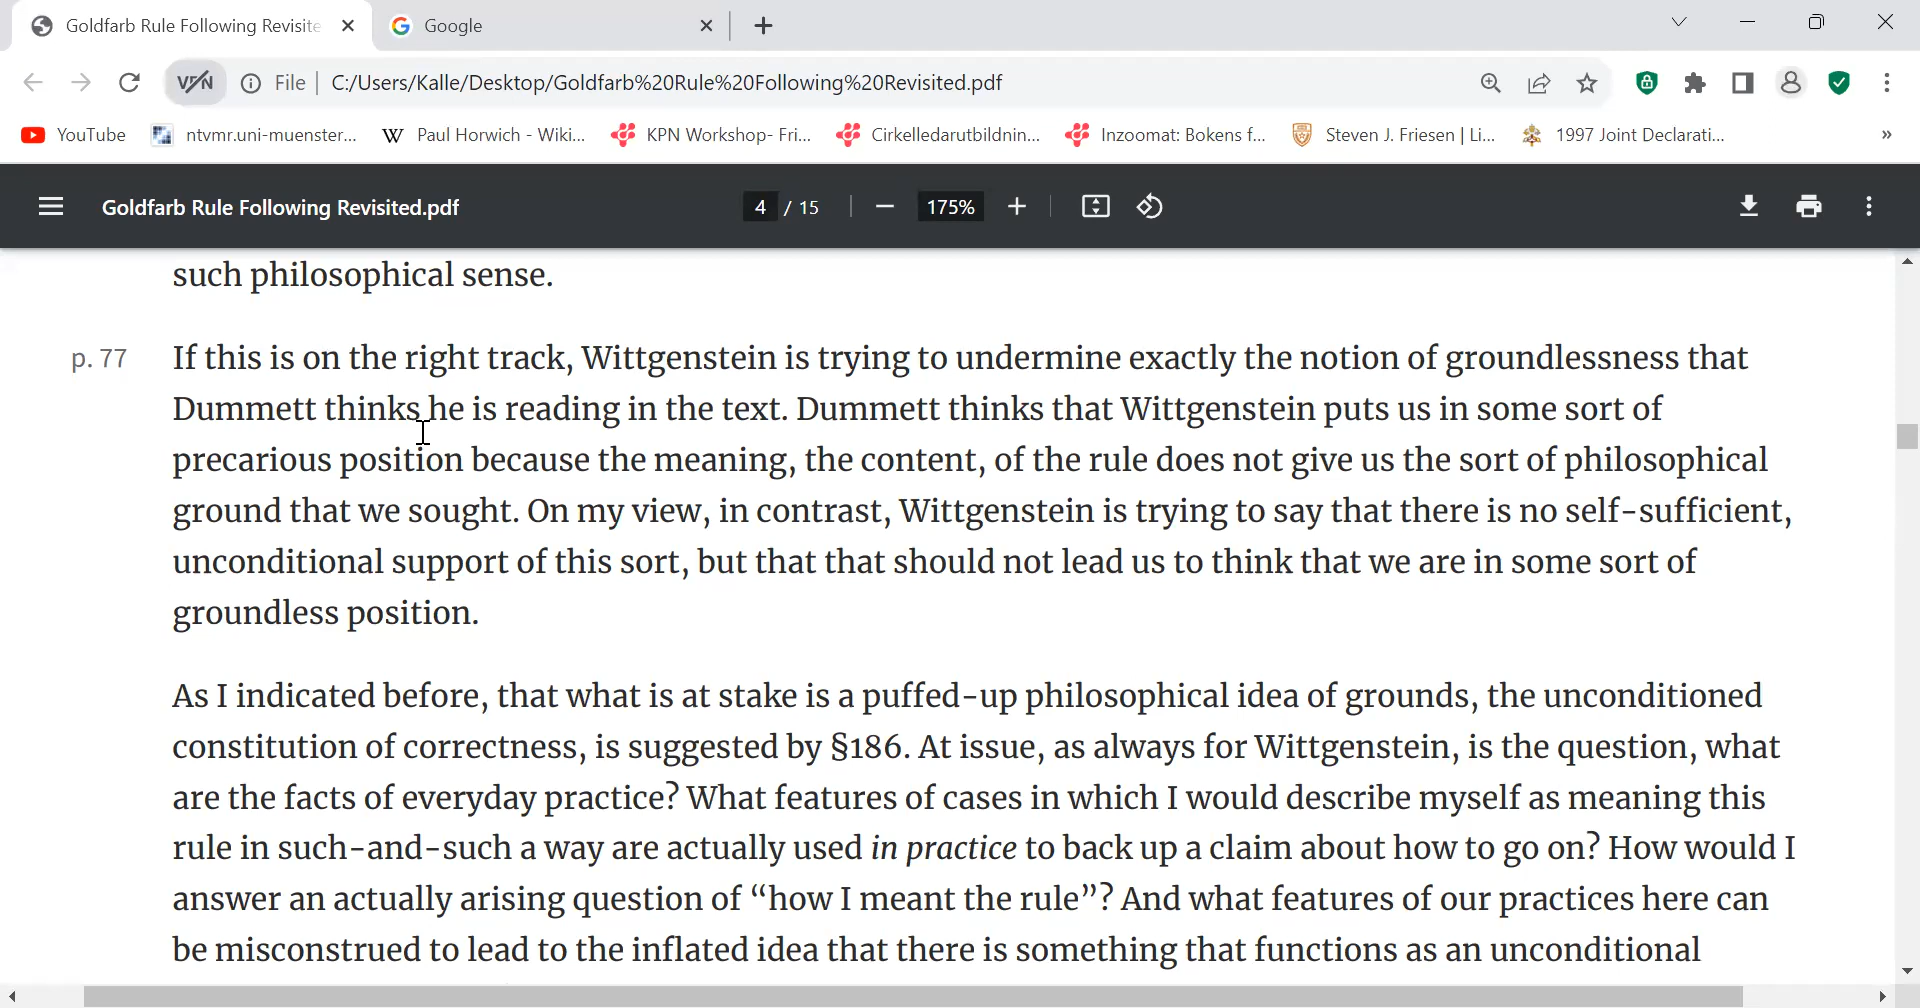 Goldfarb Rule Following Revisite
Google
VPN
File
C:/Users/Kalle/Desktop/Goldfarb%20Rule%20Following%20Revisited.pdf
YouTube
ntvmr.uni-muenster...
W Paul Horwich - Wiki...
KPN Workshop- Fri...
Cirkelledarutbildnin...
Inzoomat: Bokens f...
Steven J. Friesen | Li...
1997 Joint Declarati...
»
Goldfarb Rule Following Revisited.pdf
4 / 15
175%
such philosophical sense.
p. 77
If this is on the right track, Wittgenstein is trying to undermine exactly the notion of groundlessness that
Dummett thinks he is reading in the text. Dummett thinks that Wittgenstein puts us in some sort of
precarious position because the meaning, the content, of the rule does not give us the sort of philosophical
ground that we sought. On my view, in contrast, Wittgenstein is trying to say that there is no self-sufficient,
unconditional support of this sort, but that that should not lead us to think that we are in some sort of
groundless position.
As I indicated before, that what is at stake is a puffed-up philosophical idea of grounds, the unconditioned
constitution of correctness, is suggested by §186. At issue, as always for Wittgenstein, is the question, what
are the facts of everyday practice? What features of cases in which I would describe myself as meaning this
rule in such-and-such a way are actually used in practice to back up a claim about how to go on? How would I
answer an actually arising question of “how I meant the rule”? And what features of our practices here can
be misconstrued to lead to the inflated idea that there is something that functions as an unconditional